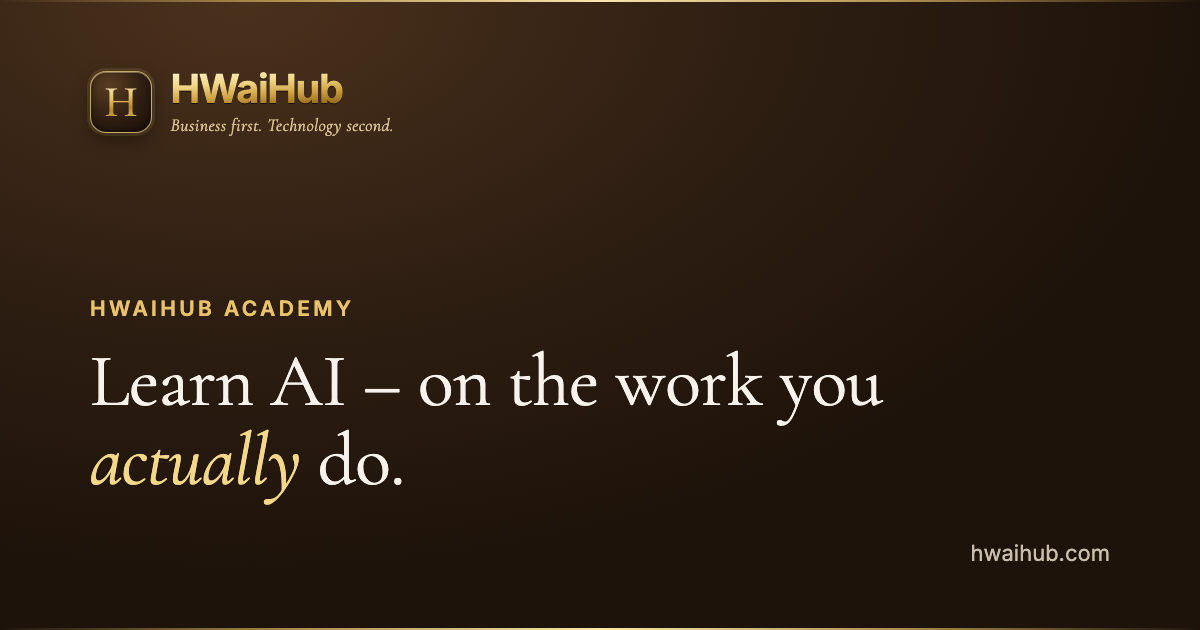 H
HWaiHub
Business first. Technology second.
HWAIHUB ACADEMY
Learn AI – on the work you
actually do.
hwaihub.com